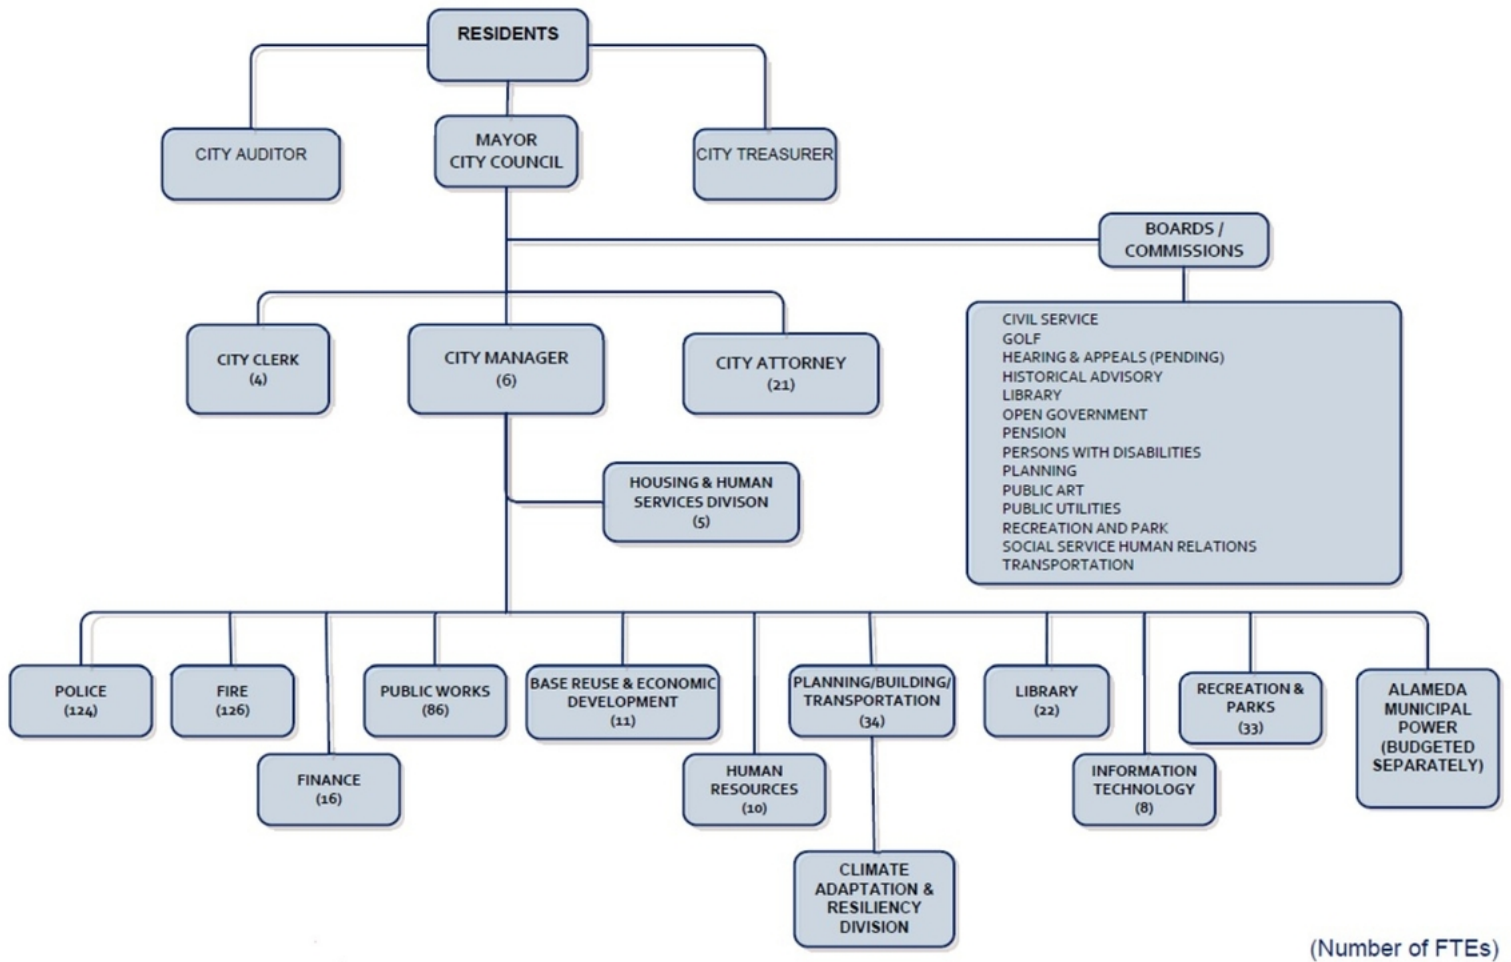 RESIDENTS
CITY AUDITOR
MAYOR
CITY COUNCIL
CITY TREASURER
BOARDS /
COMMISSIONS
CIVIL SERVICE
GOLF
HEARING & APPEALS (PENDING)
HISTORICAL ADVISORY
LIBRARY
OPEN GOVERNMENT
PENSION
PERSONS WITH DISABILITIES
PLANNING
PUBLIC ART
PUBLIC UTILITIES
RECREATION AND PARK
SOCIAL SERVICE HUMAN RELATIONS
TRANSPORTATION
CITY CLERK
(4)
CITY MANAGER
(6)
CITY ATTORNEY
(21)
HOUSING & HUMAN
SERVICES DIVISON
(5)
POLICE
(124)
FIRE
(126)
FINANCE
(16)
PUBLIC WORKS
(86)
BASE REUSE & ECONOMIC
DEVELOPMENT
(11)
HUMAN
RESOURCES
(10)
PLANNING/BUILDING/
TRANSPORTATION
(34)
CLIMATE
ADAPTATION &
RESILIENCY
DIVISION
LIBRARY
(22)
INFORMATION
TECHNOLOGY
(8)
RECREATION &
PARKS
(33)
ALAMEDA
MUNICIPAL
POWER
(BUDGETED
SEPARATELY)
(Number of FTEs)